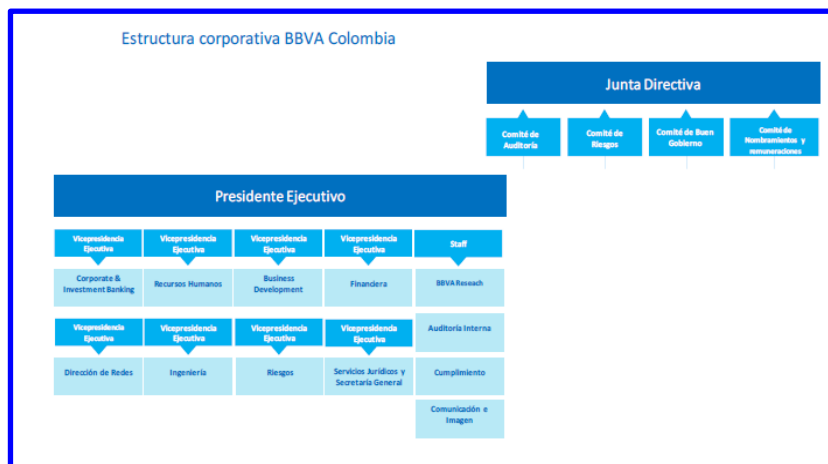 Estructura corporativa BBVA Colombia
Junta Directiva
Comité de
Auditoría
Comité de
Riesgos
Comité de Buen
Gobierno
Comité de
Nombramientos y
remuneraciones
Presidente Ejecutivo
Vicepresidencia
Ejecutiva
Vicepresidencia
Ejecutiva
Vicepresidencia
Ejecutiva
Vicepresidencia
Ejecutiva
Staff
Corporate &
Investment Banking
Recursos Humanos
Business
Development
Financiera
BBVA Reseach
Auditoría Interna
Vicepresidencia
Ejecutiva
Vicepresidencia
Ejecutiva
Vicepresidencia
Ejecutiva
Vicepresidencia
Ejecutiva
Dirección de Redes
Ingeniería
Riesgos
Servicios Jurídicos y
Secretaría General
Cumplimiento
Comunicación e
Imagen